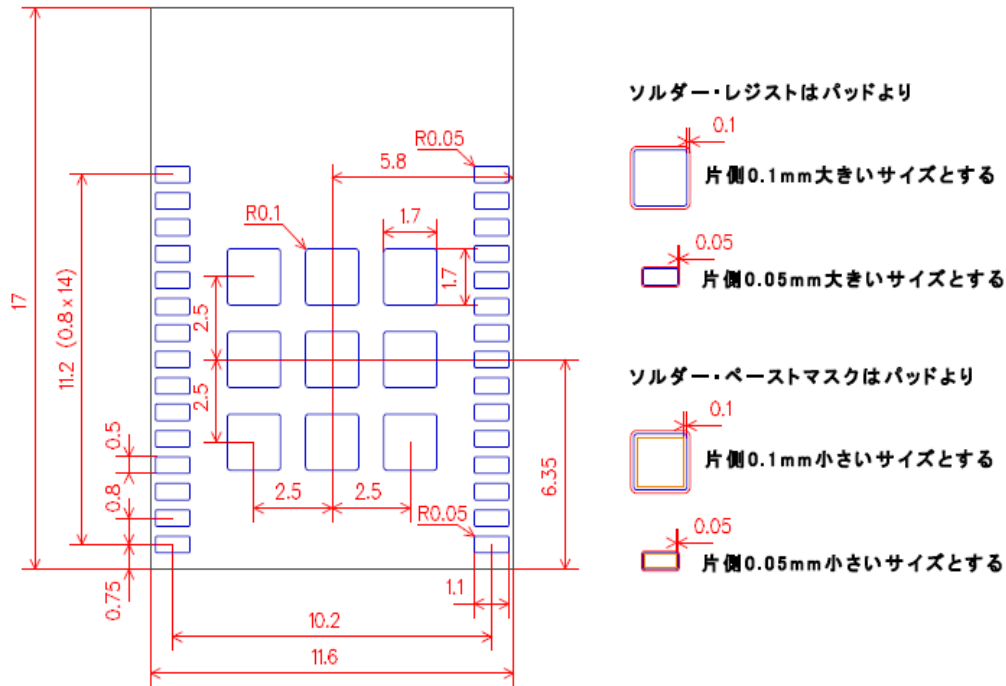 ソルダー・レジストはパッドより
0.1
片側0.1mm大きいサイズとする
0.05
片側0.05mm大きいサイズとする
ソルダー・ペーストマスクはパッドより
0.1
片側0.1mm小さいサイズとする
0.05
片側0.05mm小さいサイズとする
R0.05
5.8
R0.1
1.7
1.7
17
11.2 (0.8 x 14)
2.5
2.5
0.5
0.8
0.75
2.5
2.5
R0.05
6.35
1.1
10.2
11.6